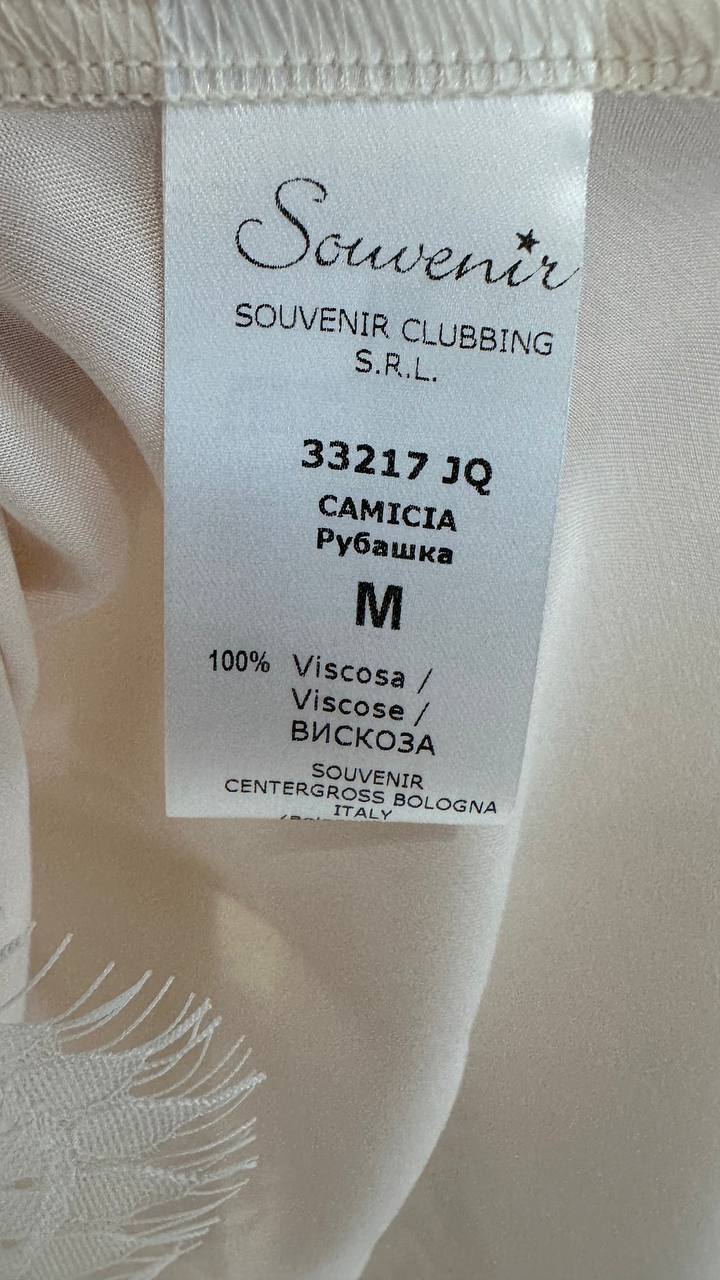 Souvenir
SOUVENIR CLUBBING
S.R.L.
33217 JQ
CAMICIA
Рубашка
M
100% Viscosa /
Viscose /
ВИСКОЗА
SOUVENIR
CENTERGROSS BOLOGNA
ITALY